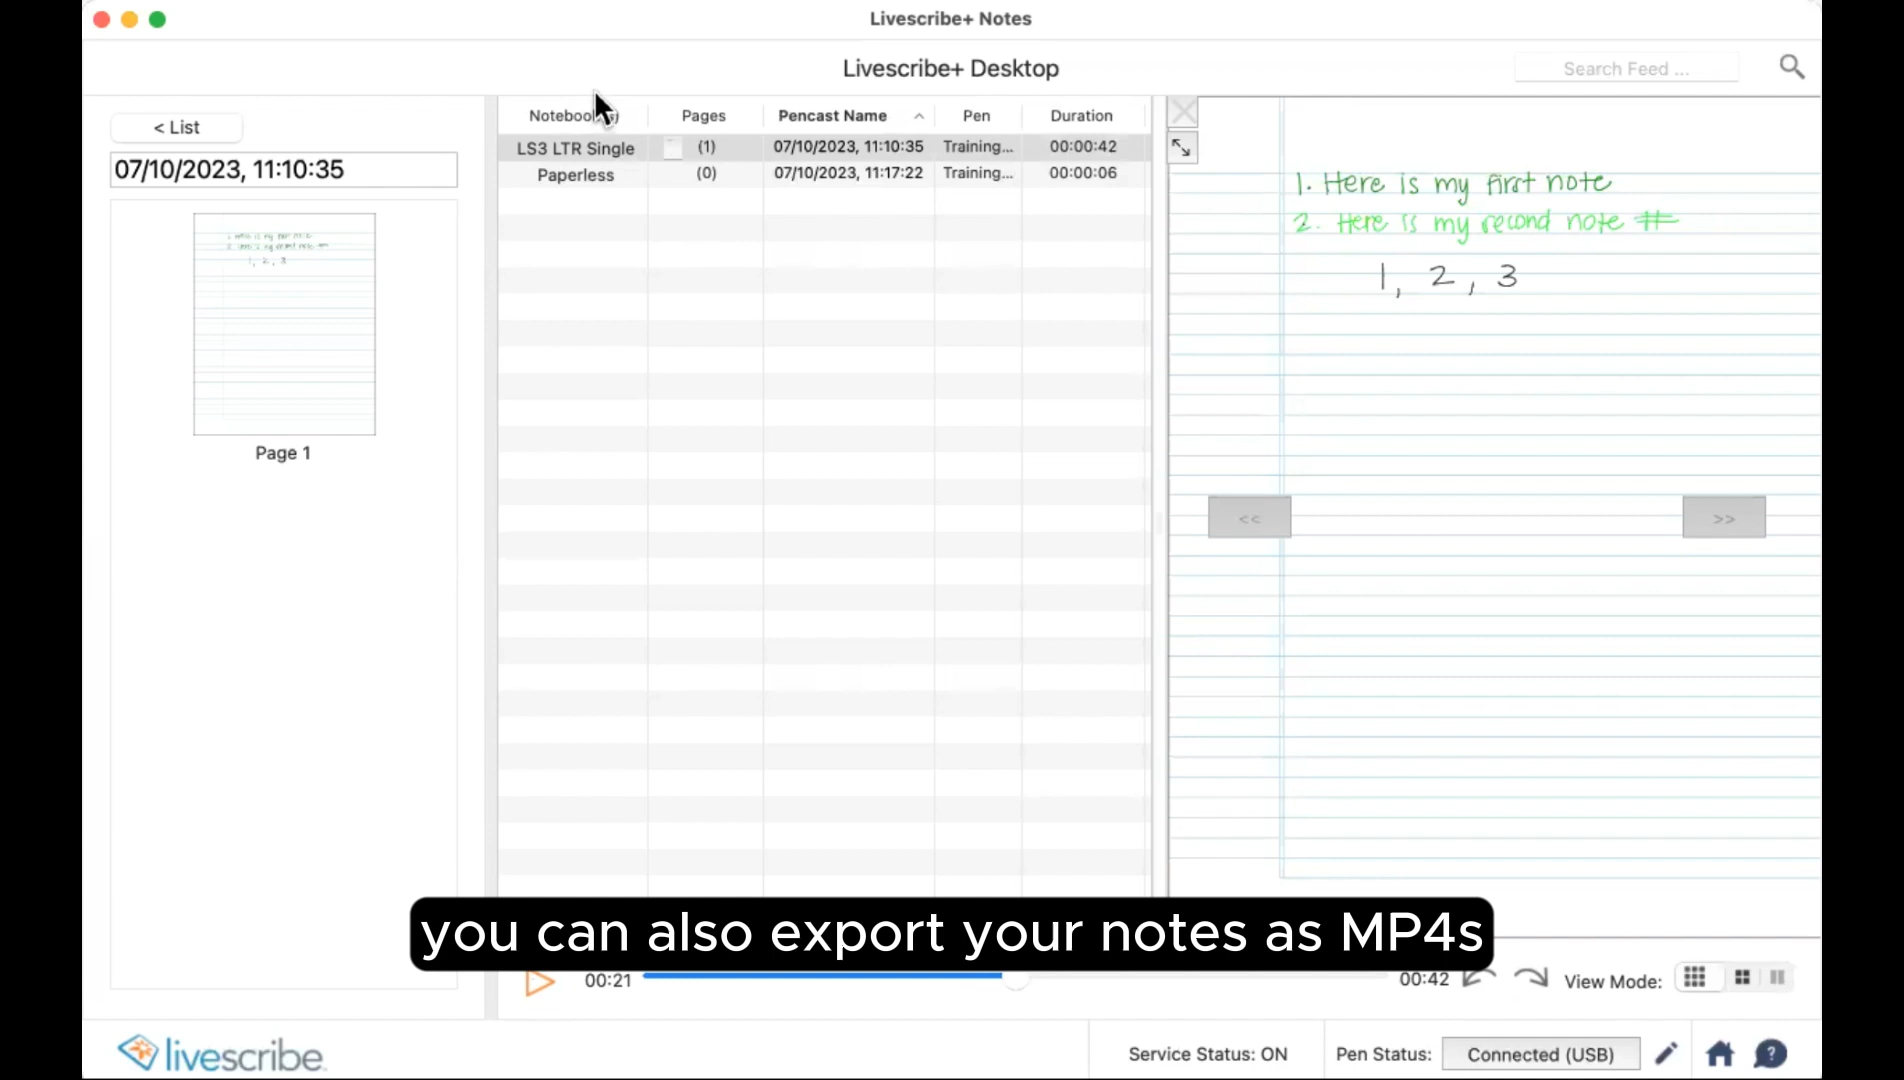 Livescribe+ Notes
Livescribe+ Desktop
Search Feed ...
< List
07/10/2023, 11:10:35
Page 1
Pages Pencast Name Pen Duration
LS3 LTR Single (1) 07/10/2023, 11:10:35 Training... 00:00:42
Paperless (0) 07/10/2023, 11:17:22 Training... 00:00:06
1. Here is my first note
2. Here is my second note
1, 2, 3
<< >>
you can also export your notes as MP4s
00:21 00:42 View Mode:
livescribe
Service Status: ON Pen Status: Connected (USB) ?